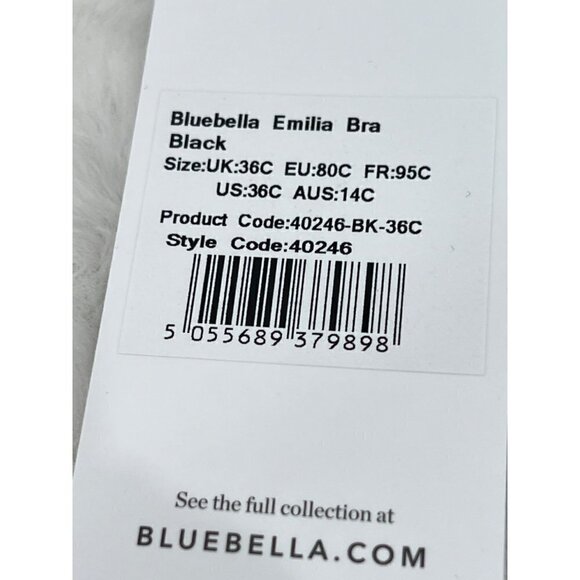 Bluebella Emilia Bra
Black
Size:UK:36C EU:80C FR:95C
US:36C AUS:14C
Product Code:40246-BK-36C
Style Code:40246
5 055689 379898
See the full collection at
BLUEBELLA.COM